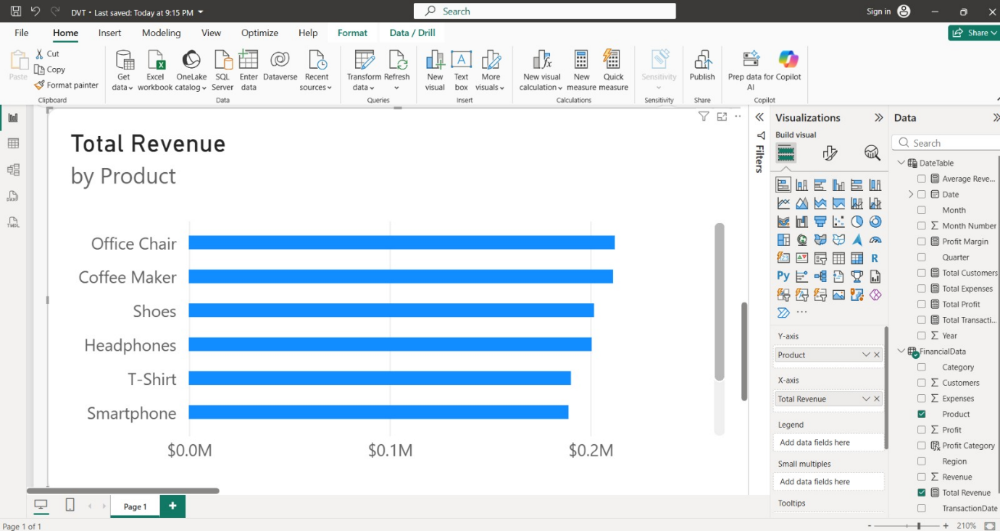 DVT • Last saved: Today at 9:15 PM
Search
Sign in
File Home Insert Modeling View Optimize Help Format Data / Drill
Share
Paste
Cut
Copy
Format painter
Clipboard
Get data
Excel workbook
OneLake catalog
SQL Server
Enter data
Dataverse
Recent sources
Data
Transform data
Refresh
Queries
New visual
Text box
More visuals
Insert
New visual calculation
New measure
Quick measure
Calculations
Sensitivity
Sensitivity
Publish
Share
Prep data for AI
Copilot
Copilot
Total Revenue
by Product
Office Chair
Coffee Maker
Shoes
Headphones
T-Shirt
Smartphone
$0.0M $0.1M $0.2M
Filters
Visualizations
Build visual
R
Py
123
Y-axis
Product
X-axis
Total Revenue
Legend
Add data fields here
Small multiples
Add data fields here
Tooltips
Data
Search
DateTable
Average Reve...
Date
Month
Month Number
Profit Margin
Quarter
Total Customers
Total Expenses
Total Profit
Total Transacti...
Year
FinancialData
Category
Customers
Expenses
Product
Profit
Profit Category
Region
Revenue
Total Revenue
TransactionDate
DAX
TMDL
Page 1
Page 1 of 1
- + 210%